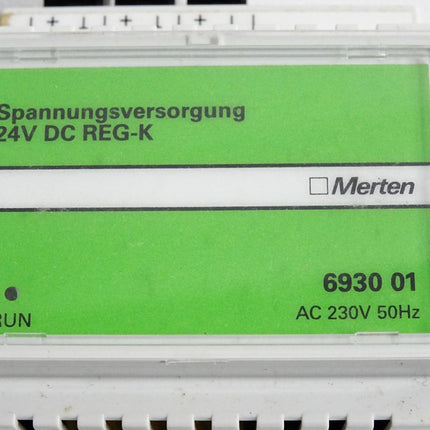 Spannungsversorgung
24V DC REG-K
Merten
6930 01
RUN
AC 230V 50Hz